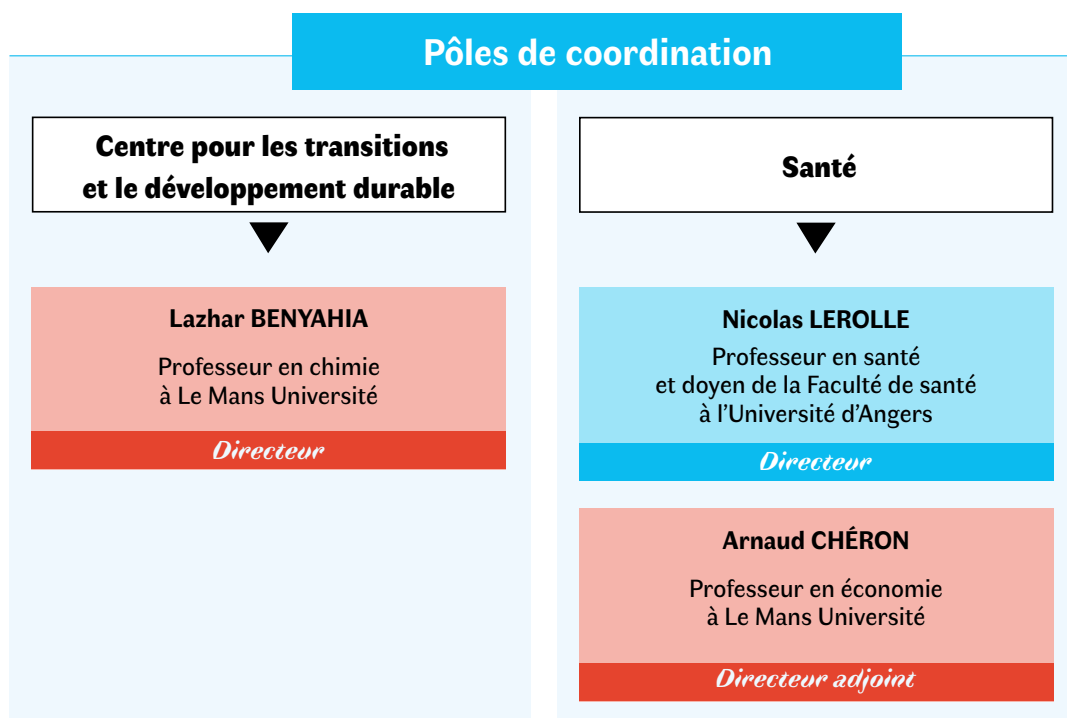 Pôles de coordination
Centre pour les transitions
et le développement durable
Lazhar BENYAHIA
Professeur en chimie
à Le Mans Université
Directeur
Santé
Nicolas LEROLLE
Professeur en santé
et doyen de la Faculté de santé
à l’Université d’Angers
Directeur
Arnaud CHÉRON
Professeur en économie
à Le Mans Université
Directeur adjoint